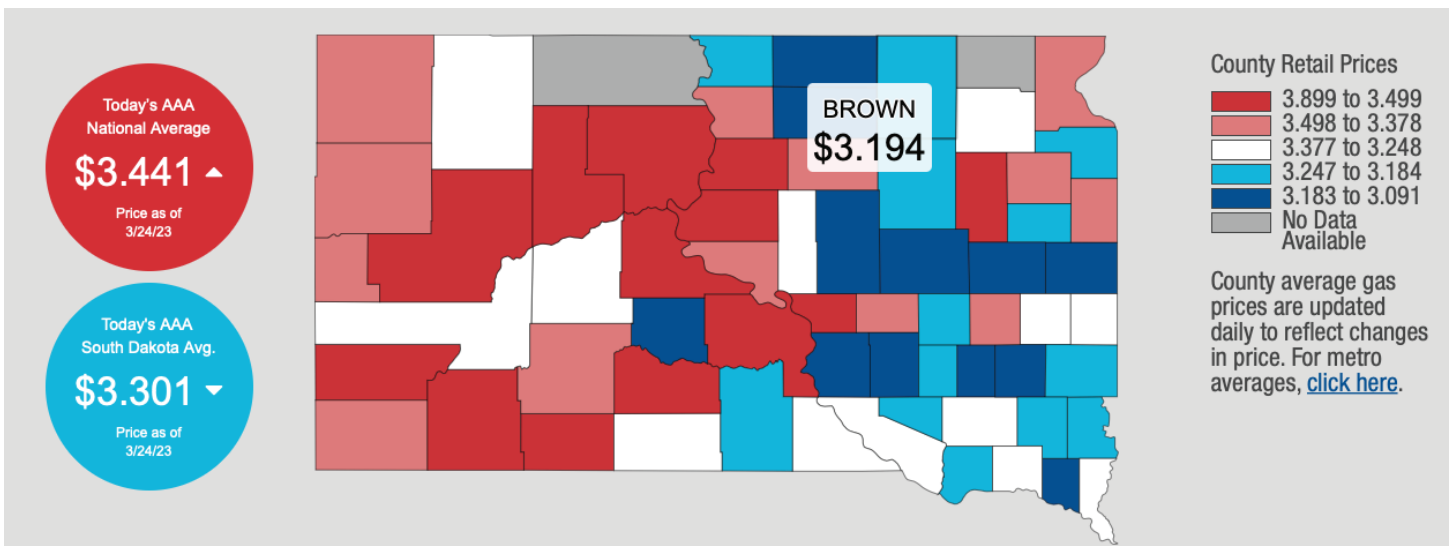 Today's AAA
National Average
$3.441
Price as of
3/24/23
Today's AAA
South Dakota Avg.
$3.301
Price as of
3/24/23
BROWN
$3.194
County Retail Prices
3.899 to 3.499
3.498 to 3.378
3.377 to 3.248
3.247 to 3.184
3.183 to 3.091
No Data
Available
County average gas
prices are updated
daily to reflect changes
in price. For metro
averages, click here.